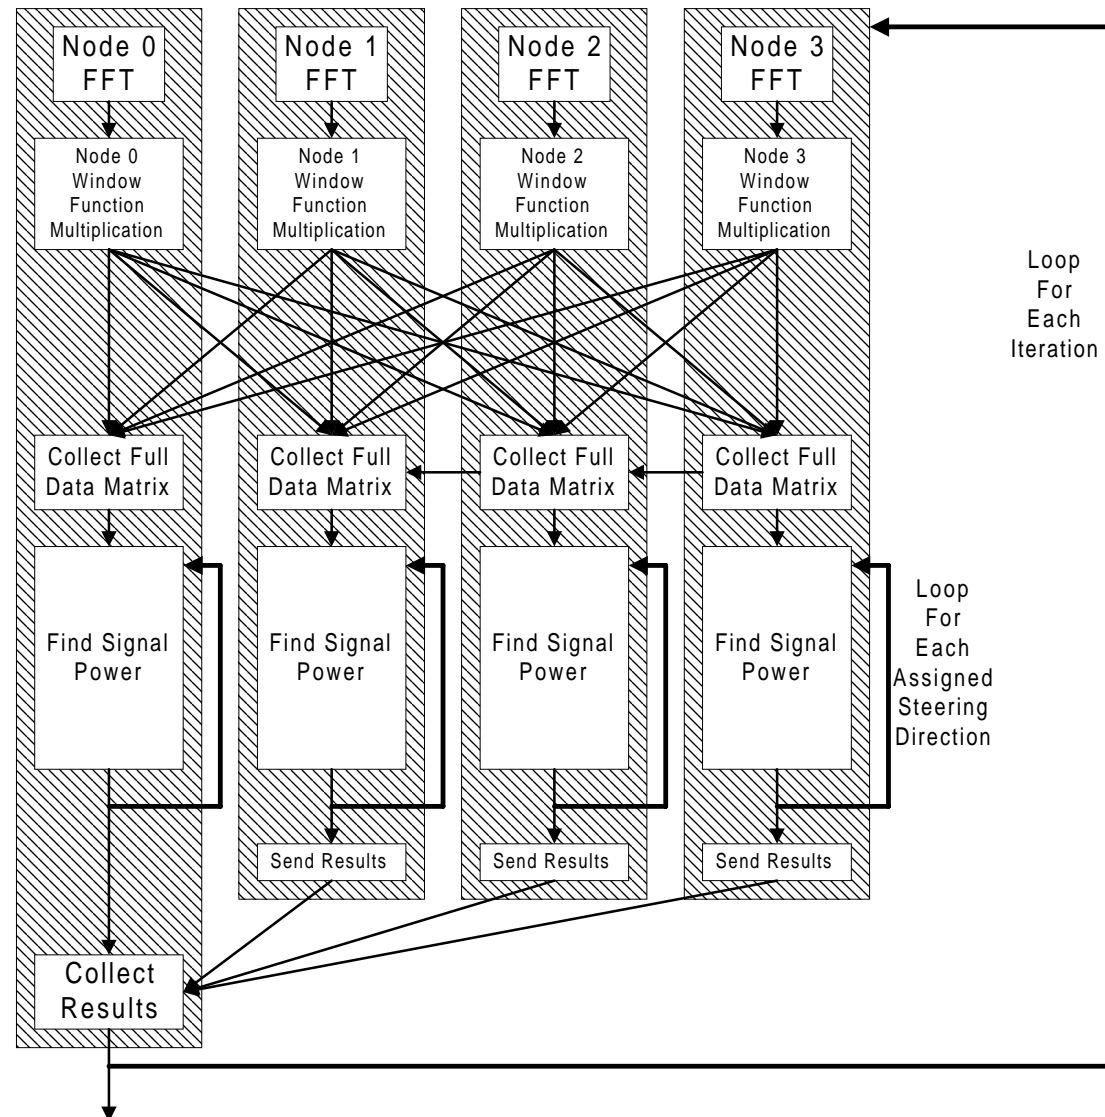 Node 0
FFT
Node 1
FFT
Node 2
FFT
Node 3
FFT
Node 0
Window
Function
Multiplication
Node 1
Window
Function
Multiplication
Node 2
Window
Function
Multiplication
Node 3
Window
Function
Multiplication
Loop
For
Each
Iteration
Collect Full
Data Matrix
Collect Full
Data Matrix
Collect Full
Data Matrix
Collect Full
Data Matrix
Find Signal
Power
Find Signal
Power
Find Signal
Power
Find Signal
Power
Loop
For
Each
Assigned
Steering
Direction
Send Results
Send Results
Send Results
Collect
Results